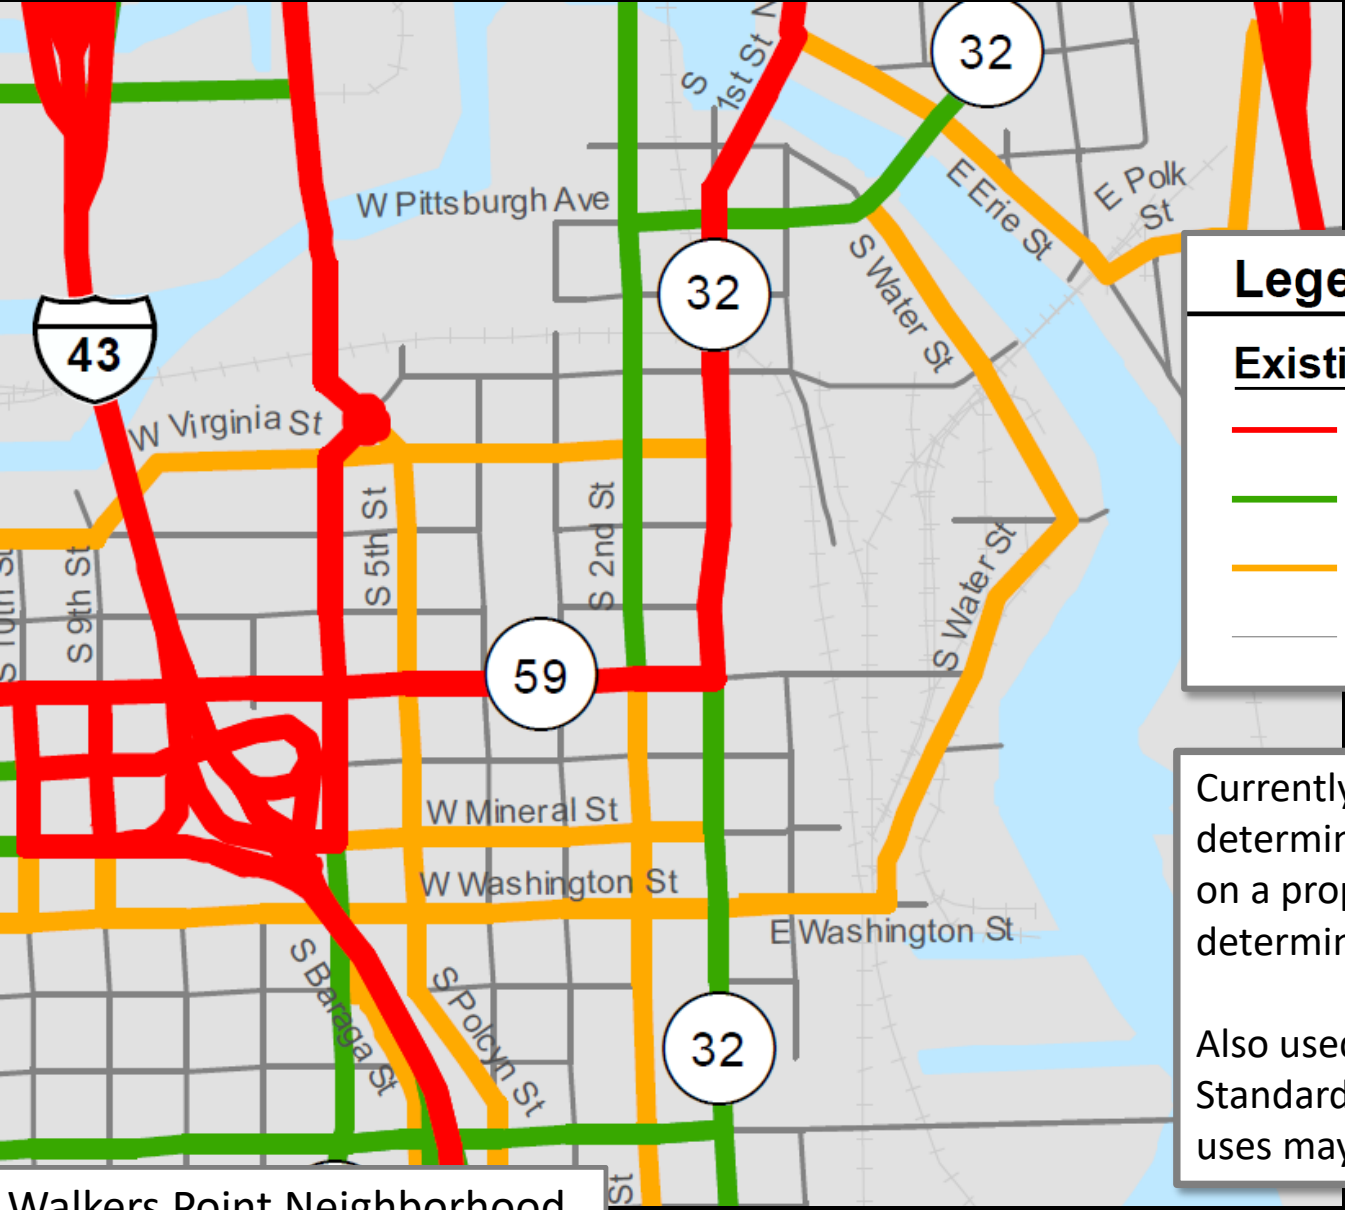 32
S 1st St N
W Pittsburgh Ave
E Erie St
E Polk
St
32
S Water St
43
W Virginia St
S 5th St
S 2nd St
S 9th St
S 10th St
S Water St
59
W Mineral St
W Washington St
E Washington St
S Baraga St
S Polcyn St
32
St
Walkers Point Neighborhood
Lege
Existi
Currently
determin
on a prop
determin
Also used
Standard
uses may